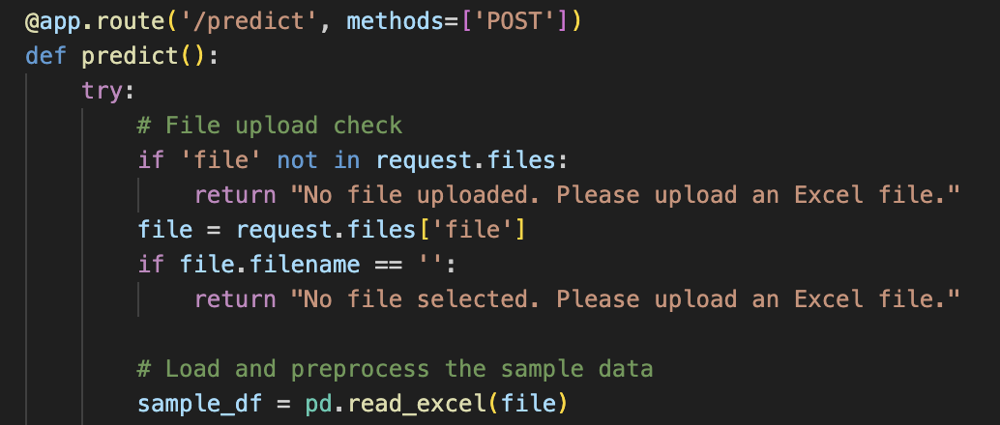 @app.route('/predict', methods=['POST'])
def predict():
    try:
        # File upload check
        if 'file' not in request.files:
            return "No file uploaded. Please upload an Excel file."
        file = request.files['file']
        if file.filename == '':
            return "No file selected. Please upload an Excel file."

        # Load and preprocess the sample data
        sample_df = pd.read_excel(file)